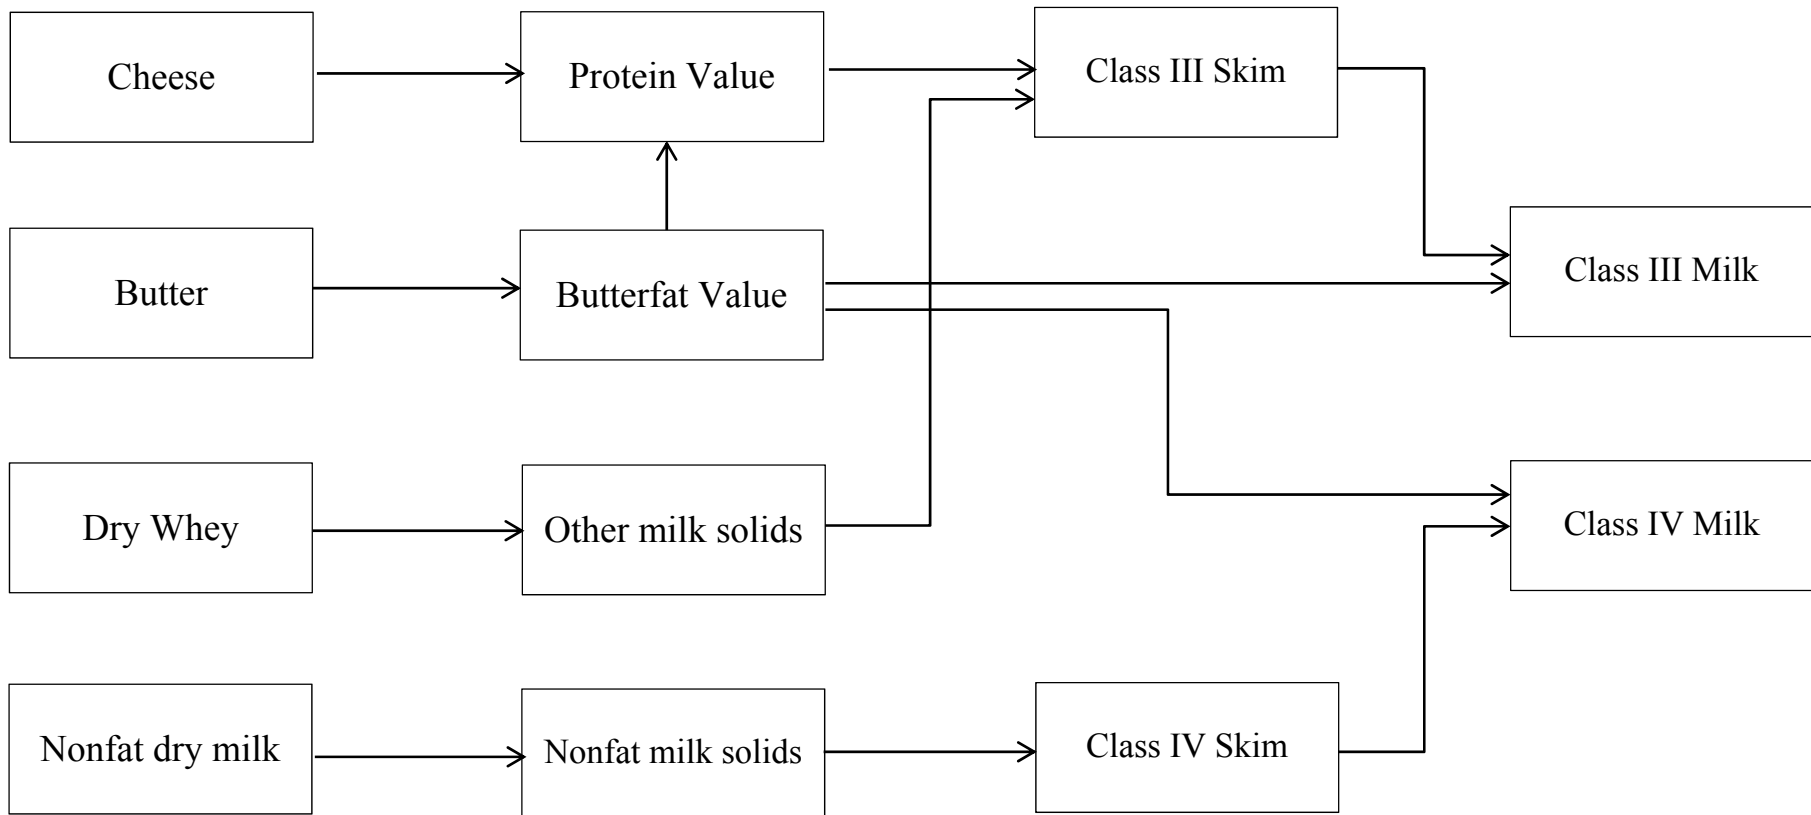 Cheese
Protein Value
Class III Skim
Butter
Butterfat Value
Class III Milk
Dry Whey
Other milk solids
Class IV Milk
Nonfat dry milk
Nonfat milk solids
Class IV Skim